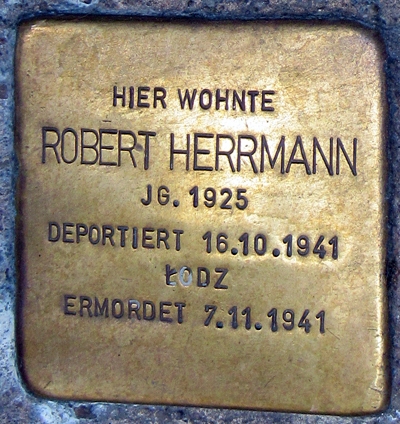 HIER WOHNTE
ROBERT HERRMANN
JG. 1925
DEPORTIERT 16.10.1941
ŁODZ
ERMORDET 7.11.1941